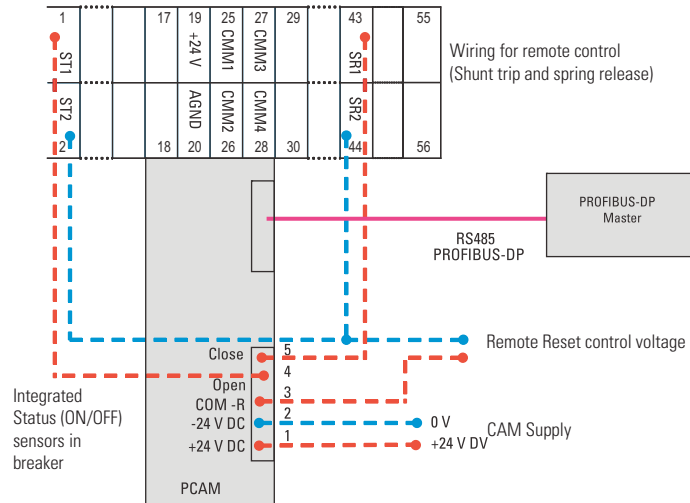 1 17 19 25 27 29 43 55
ST1 +24 V CMM1 CMM3 SR1
ST2 AGND CMM2 CMM4 SR2
2 18 20 26 28 30 44 56
Wiring for remote control
(Shunt trip and spring release)
PROFIBUS-DP
Master
RS485
PROFIBUS-DP
Remote Reset control voltage
Close 5
4
Open
COM -R 3
-24 V DC 2 0 V
+24 V DC 1 +24 V DV
CAM Supply
Integrated
Status (ON/OFF)
sensors in
breaker
PCAM